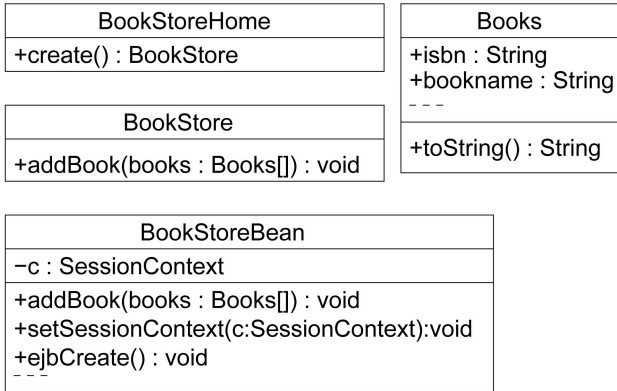 BookStoreHome
+create() : BookStore
Books
+isbn : String
+bookname : String
- - -
+toString() : String
BookStore
+addBook(books : Books[]) : void
BookStoreBean
−c : SessionContext
+addBook(books : Books[]) : void
+setSessionContext(c:SessionContext):void
+ejbCreate() : void
- - -